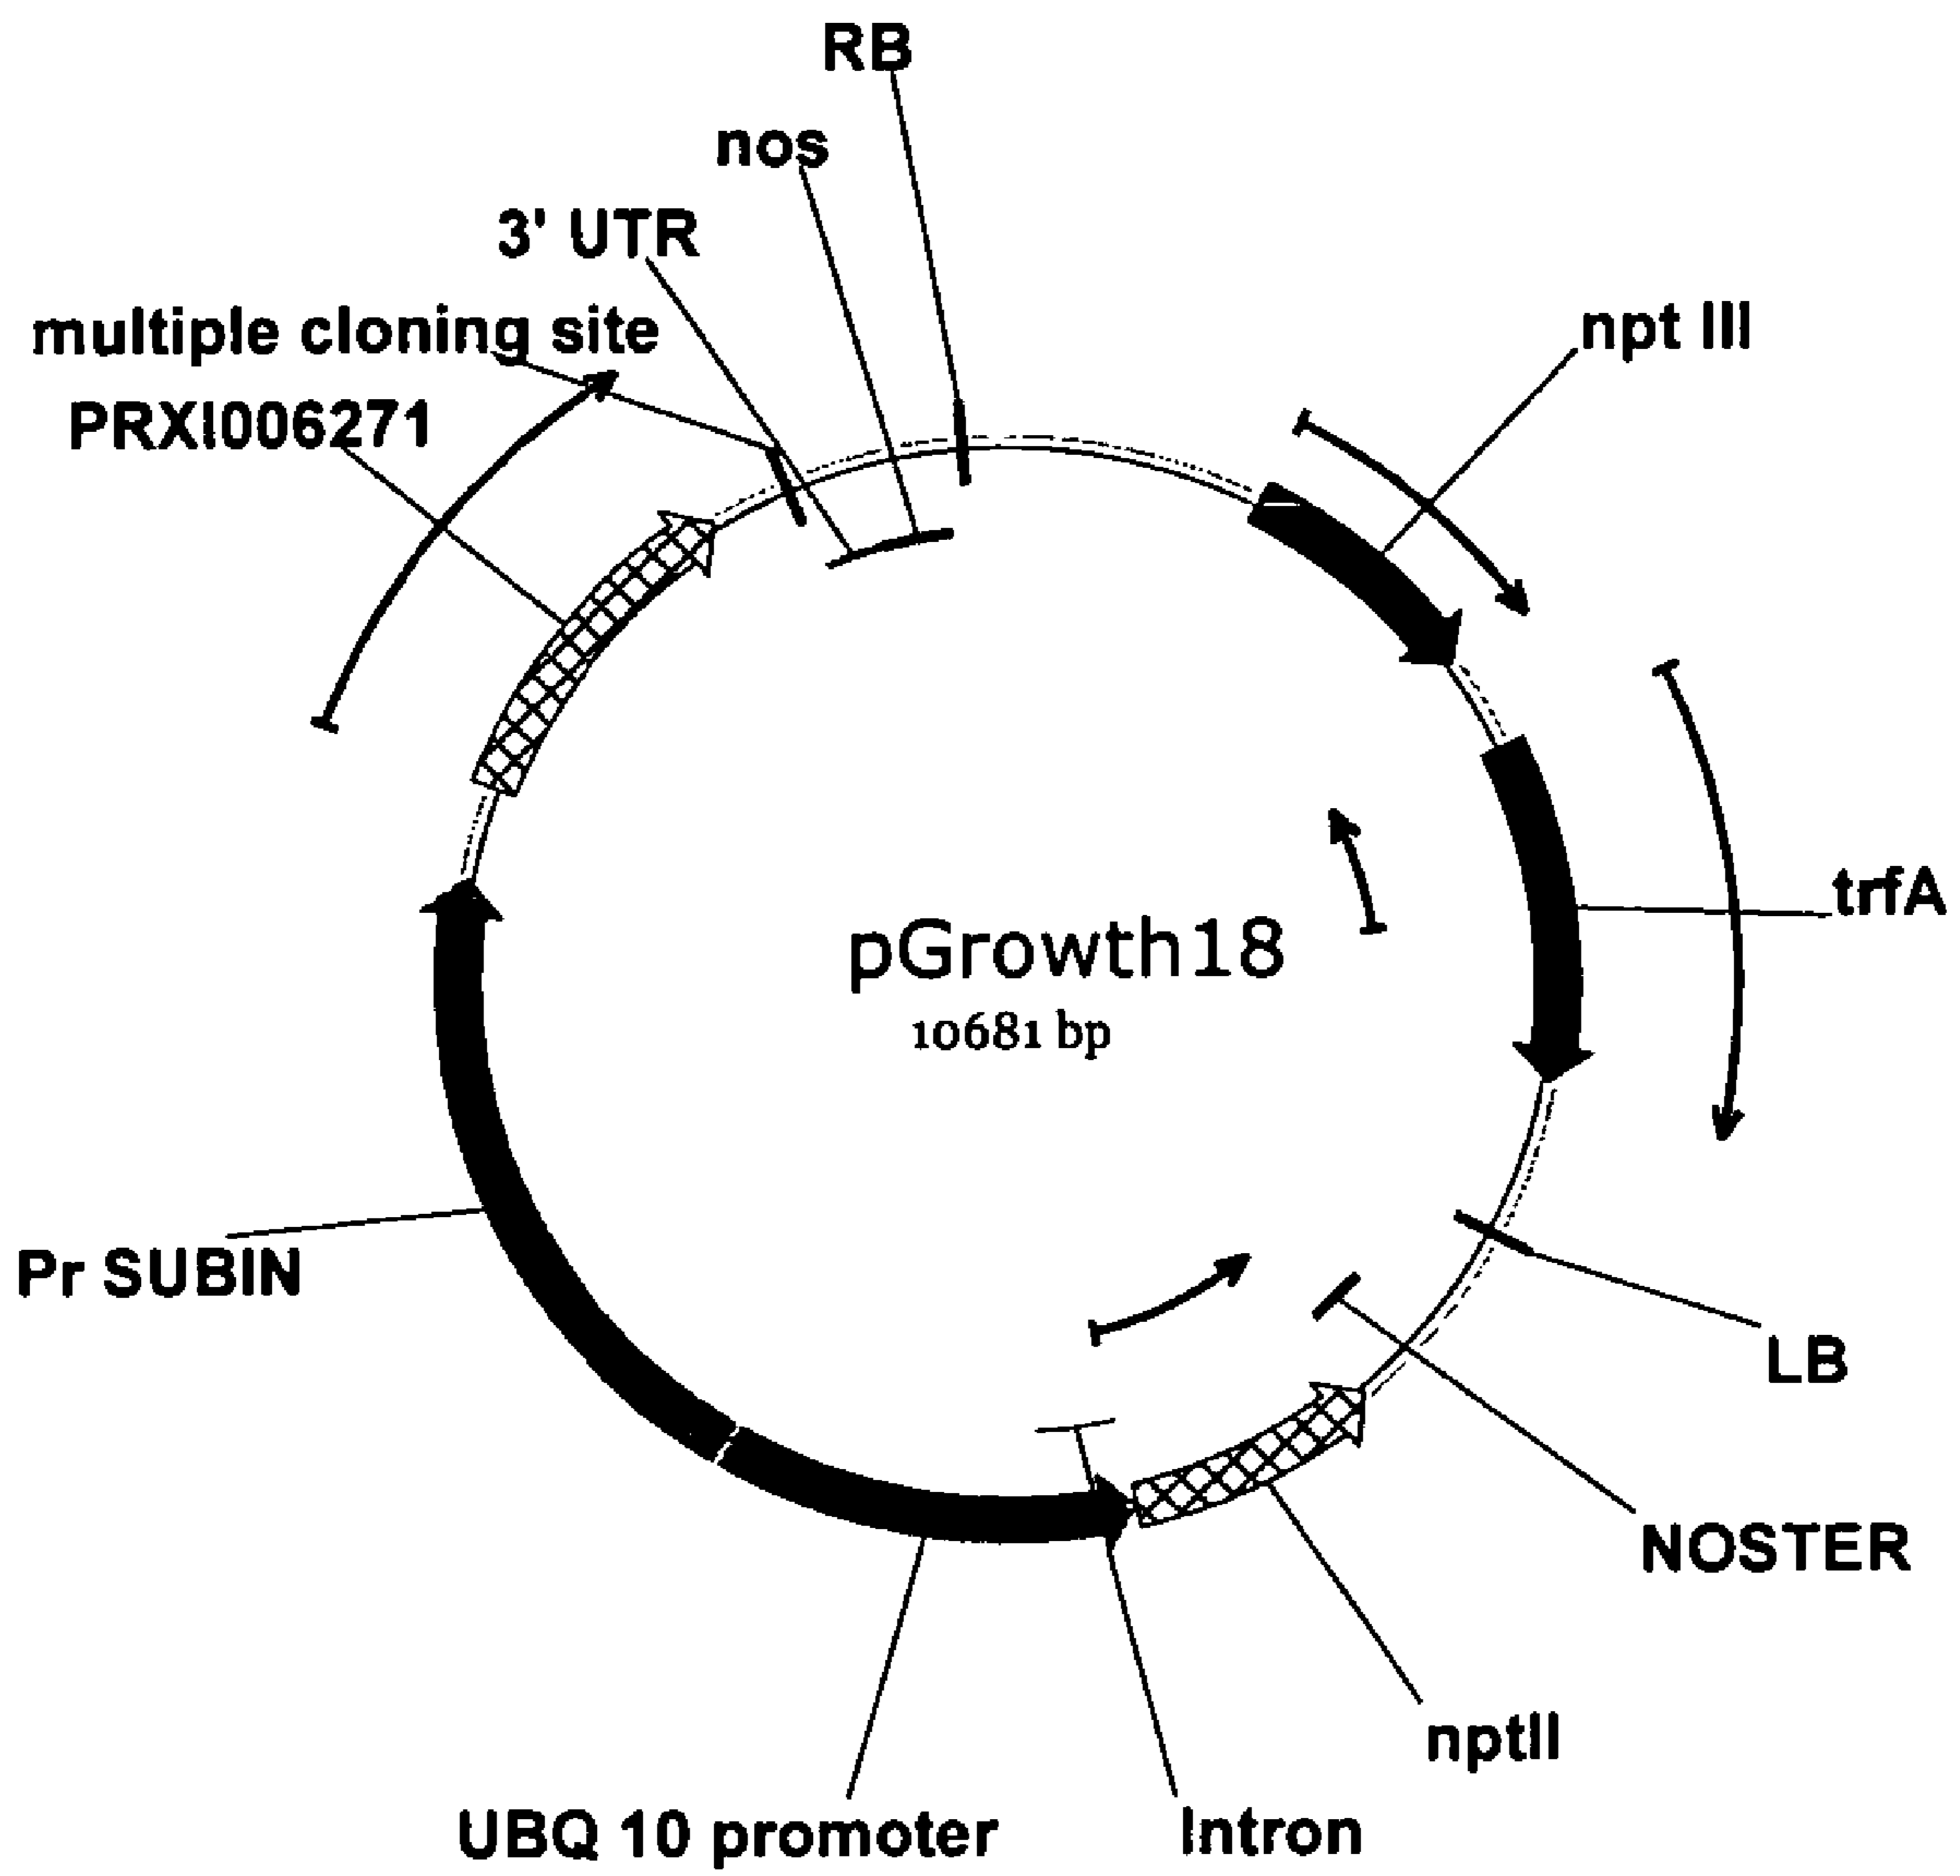 RB
nos
3' UTR
multiple cloning site
npt III
PRXI006271
trfA
pGrowth18
10681 bp
Pr SUBIN
LB
NOSTER
nptII
UBQ 10 promoter
Intron